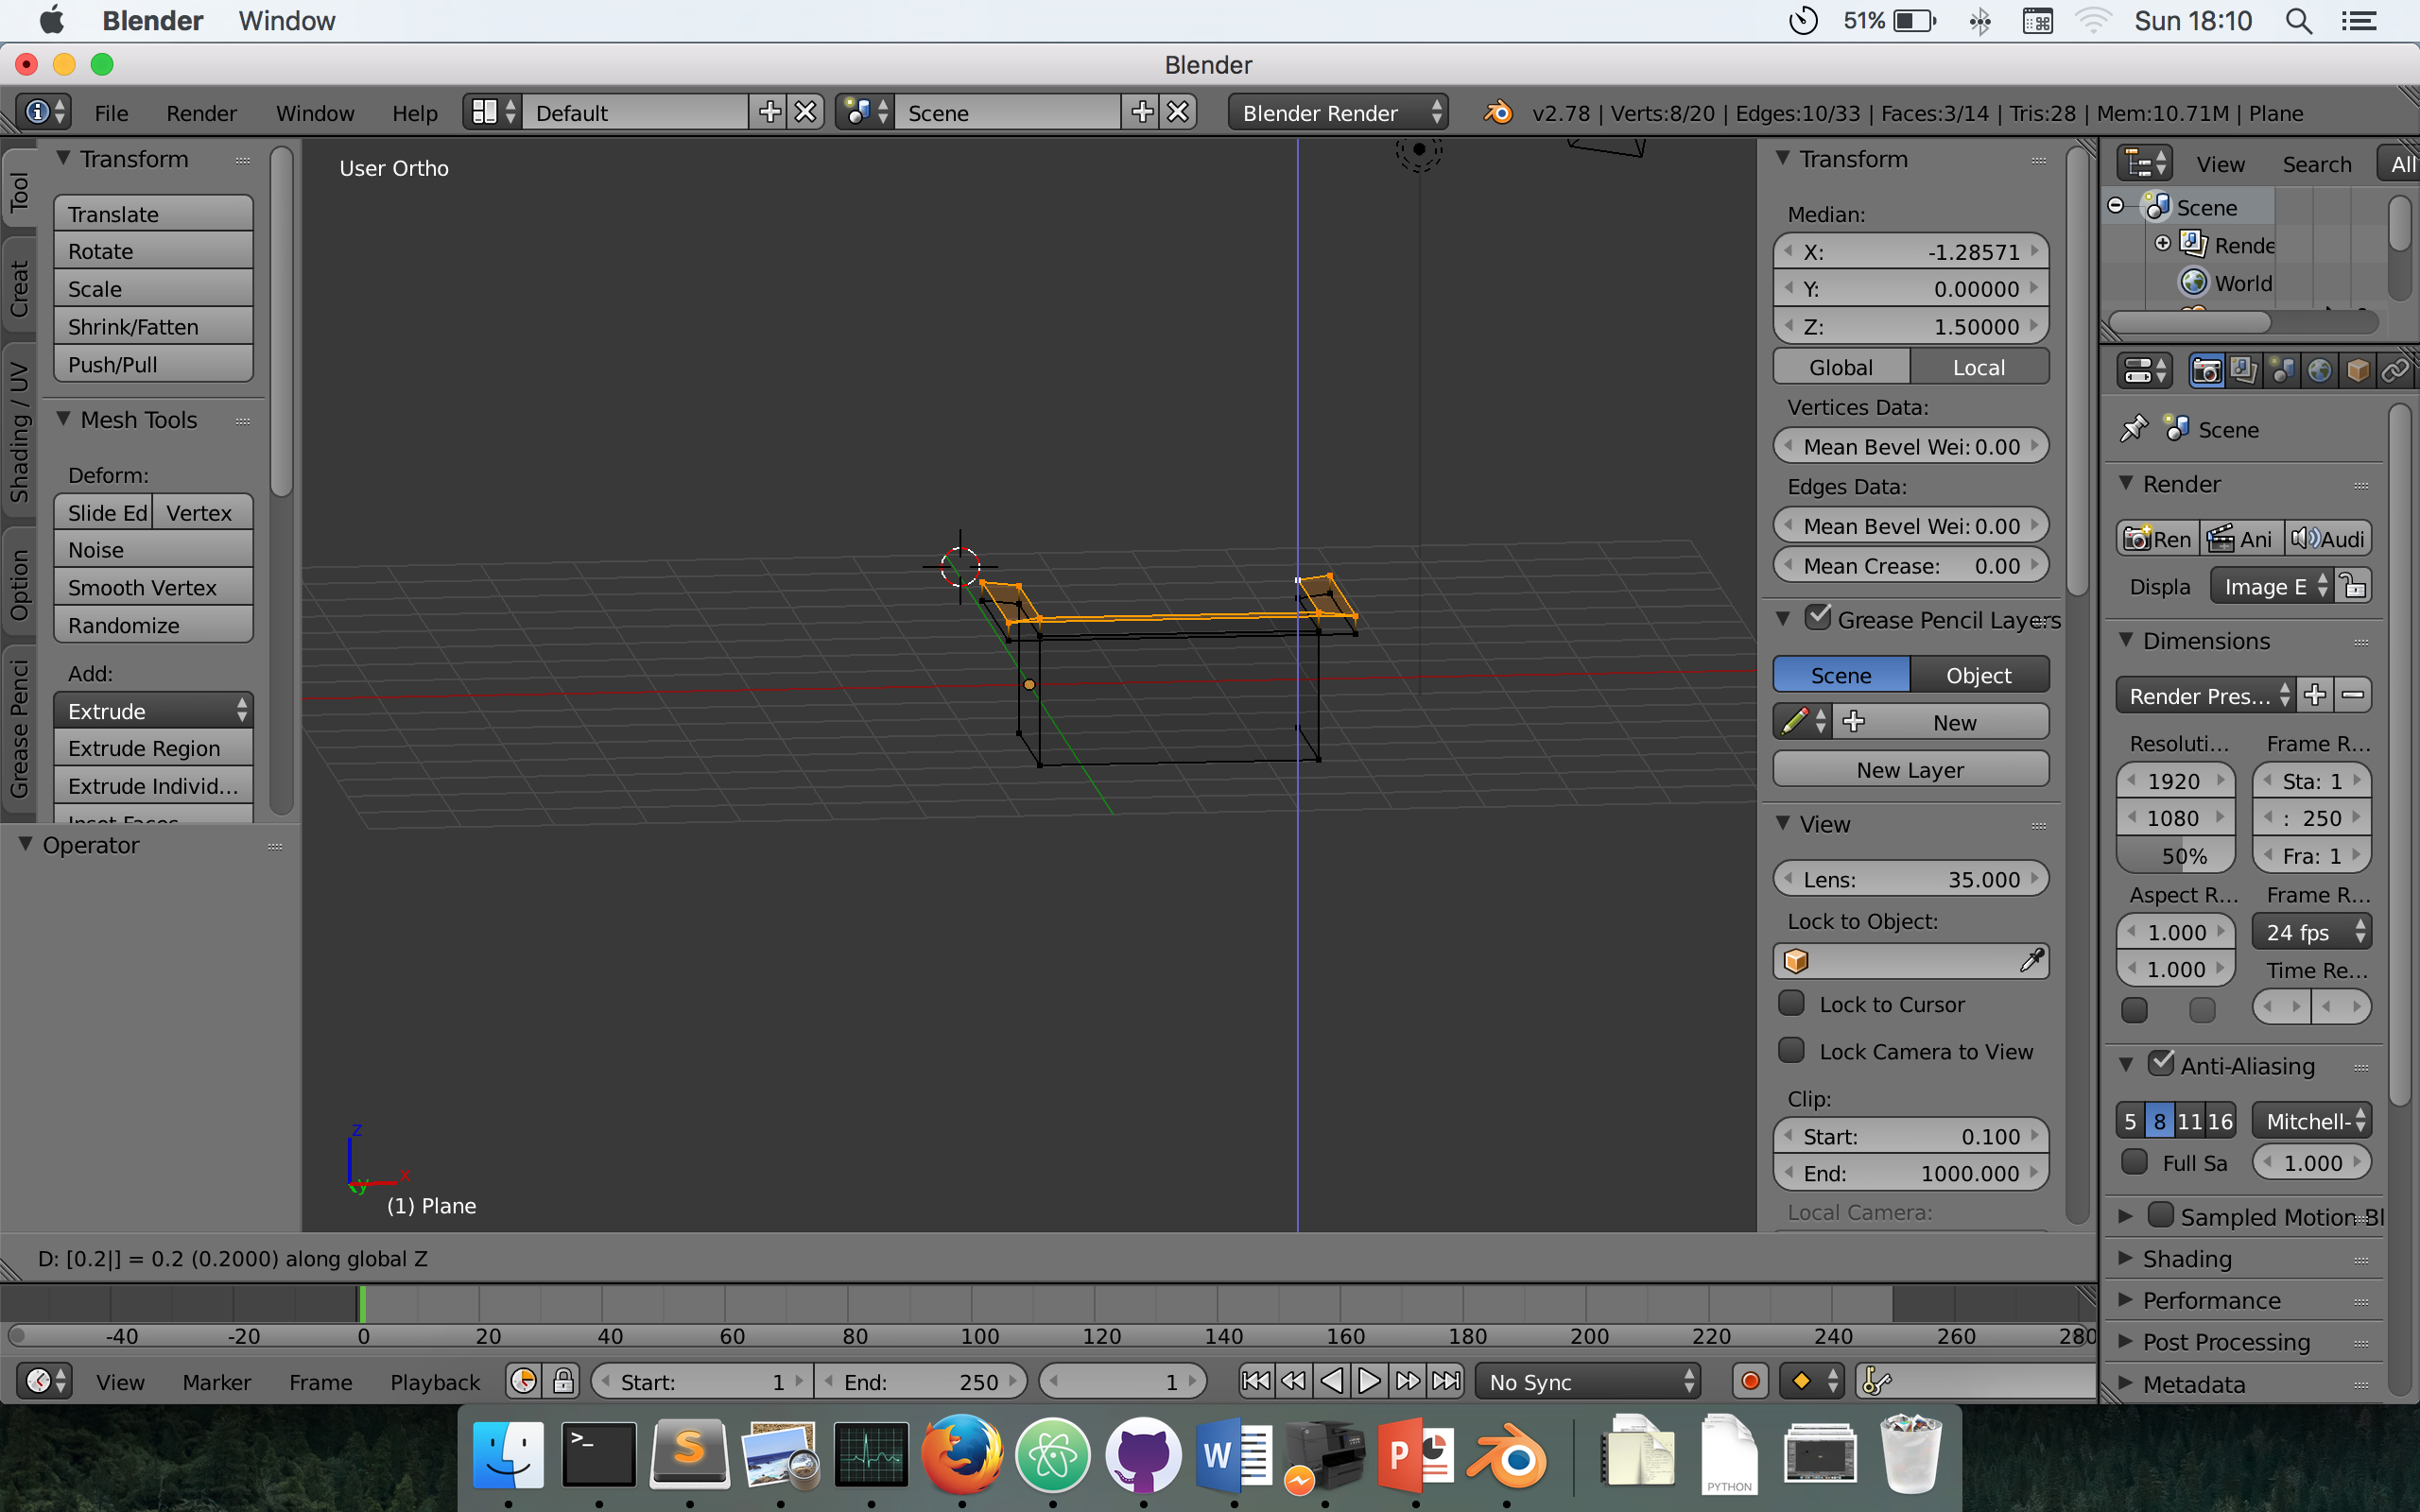 Blender Window 51% Sun 18:10
Blender
File Render Window Help Default Scene Blender Render v2.78 | Verts:8/20 | Edges:10/33 | Faces:3/14 | Tris:28 | Mem:10.71M | Plane
Tool
Creat
Shading / UV
Option
Grease Penci
Transform
Translate
Rotate
Scale
Shrink/Fatten
Push/Pull
Mesh Tools
Deform:
Slide Ed Vertex
Noise
Smooth Vertex
Randomize
Add:
Extrude
Extrude Region
Extrude Individ...
Inset Faces
Operator
User Ortho
z
x
y
(1) Plane
Transform
Median:
X: -1.28571
Y: 0.00000
Z: 1.50000
Global Local
Vertices Data:
Mean Bevel Wei: 0.00
Edges Data:
Mean Bevel Wei: 0.00
Mean Crease: 0.00
Grease Pencil Layers
Scene Object
New
New Layer
View
Lens: 35.000
Lock to Object:
Lock to Cursor
Lock Camera to View
Clip:
Start: 0.100
End: 1000.000
Local Camera:
View Search All
Scene
Rende
World
Scene
Render
Ren Ani Audi
Displa Image E
Dimensions
Render Pres...
Resoluti... Frame R...
1920 Sta: 1
1080 : 250
50% Fra: 1
Aspect R... Frame R...
1.000 24 fps
1.000 Time Re...
Anti-Aliasing
5 8 11 16 Mitchell-
Full Sa 1.000
Sampled Motion Bl
Shading
Performance
Post Processing
Metadata
D: [0.2|] = 0.2 (0.2000) along global Z
-40 -20 0 20 40 60 80 100 120 140 160 180 200 220 240 260 280
View Marker Frame Playback Start: 1 End: 250 1 No Sync
>_
S
W
P
PYTHON